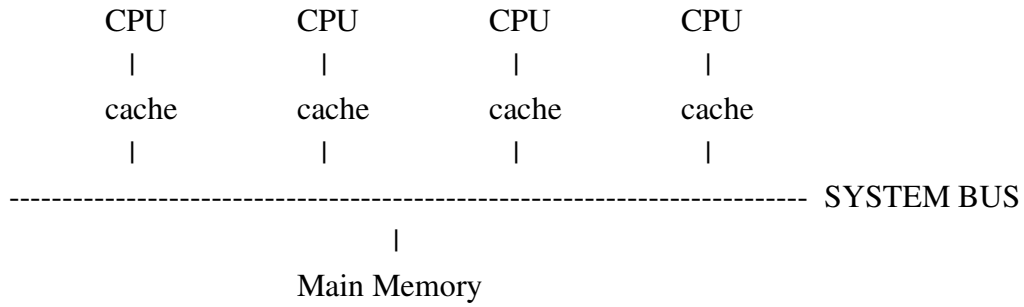 CPU CPU CPU CPU
| | | |
cache cache cache cache
| | | |
---------------------------------------------------------------------------- SYSTEM BUS
|
Main Memory